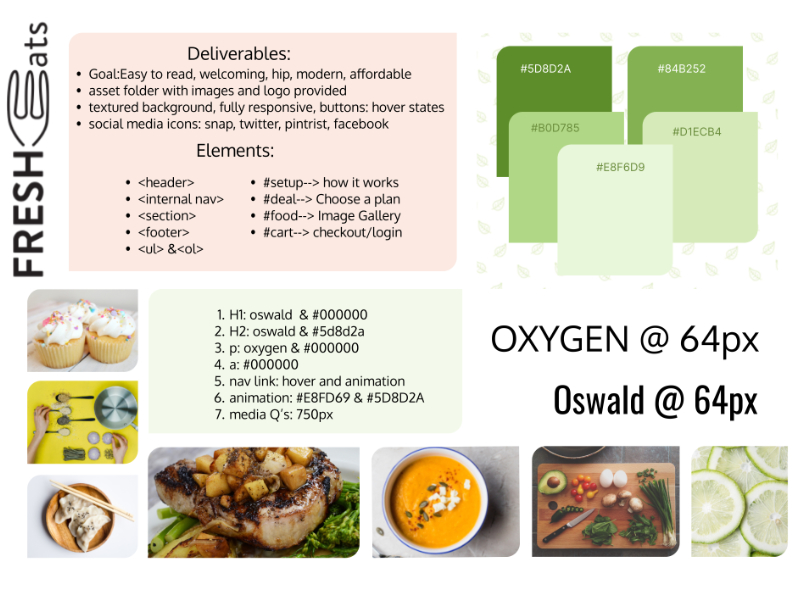 FRESH Eats
Deliverables:
• Goal:Easy to read, welcoming, hip, modern, affordable
• asset folder with images and logo provided
• textured background, fully responsive, buttons: hover states
• social media icons: snap, twitter, pintrist, facebook
Elements:
• <header>
• <internal nav>
• <section>
• <footer>
• <ul> &<ol>
• #setup--> how it works
• #deal--> Choose a plan
• #food--> Image Gallery
• #cart--> checkout/login
#5D8D2A
#84B252
#B0D785
#D1ECB4
#E8F6D9
1. H1: oswald & #000000
2. H2: oswald & #5d8d2a
3. p: oxygen & #000000
4. a: #000000
5. nav link: hover and animation
6. animation: #E8FD69 & #5D8D2A
7. media Q's: 750px
OXYGEN @ 64px
Oswald @ 64px